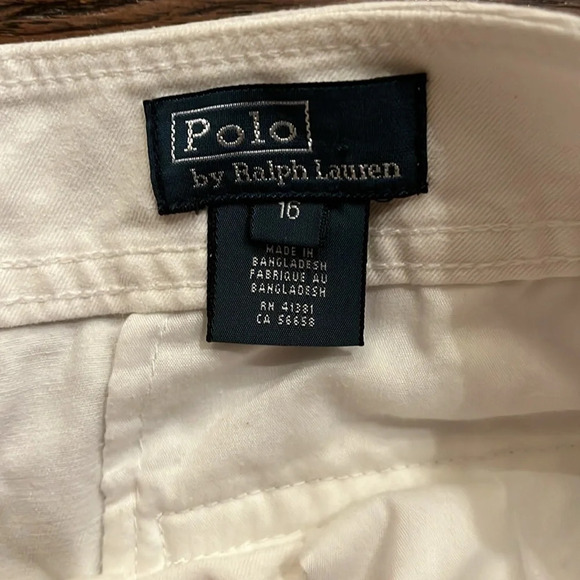 Polo
by Ralph Lauren
16
MADE IN
BANGLADESH
FABRIQUE AU
BANGLADESH
RN 41381
CA 56658